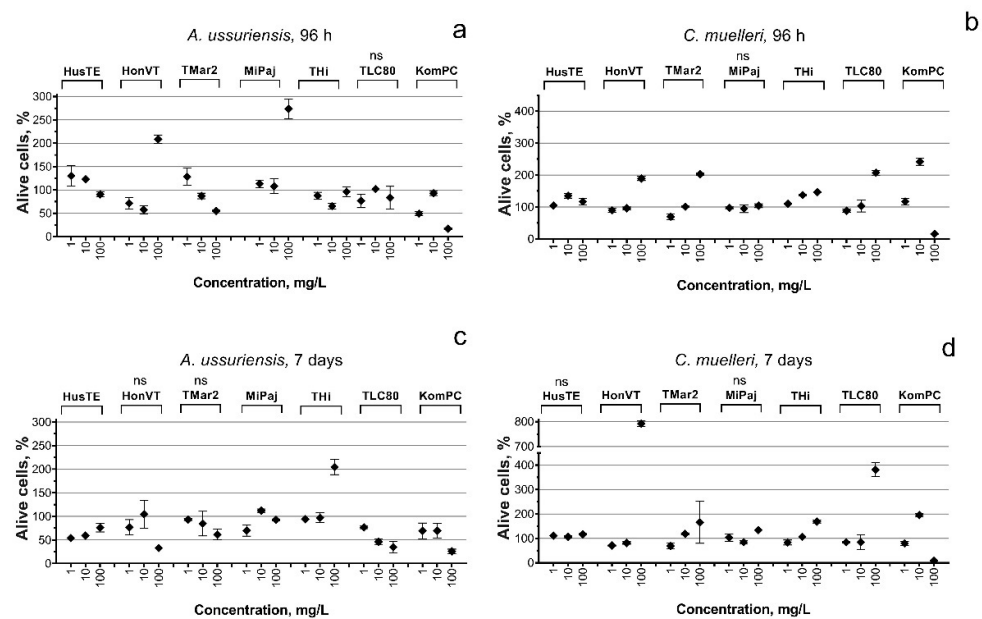 A. ussuriensis, 96 h
a
ns
HusTE HonVT TMar2 MiPaj THi TLC80 KomPC
Alive cells, %
300
250
200
150
100
50
0
1 10 100 1 10 100 1 10 100 1 10 100 1 10 100 1 10 100 1 10 100
Concentration, mg/L
C. muelleri, 96 h
b
ns
HusTE HonVT TMar2 MiPaj THi TLC80 KomPC
Alive cells, %
400
300
200
100
0
1 10 100 1 10 100 1 10 100 1 10 100 1 10 100 1 10 100 1 10 100
Concentration, mg/L
A. ussuriensis, 7 days
c
ns ns
HusTE HonVT TMar2 MiPaj THi TLC80 KomPC
Alive cells, %
300
250
200
150
100
50
0
1 10 100 1 10 100 1 10 100 1 10 100 1 10 100 1 10 100 1 10 100
Concentration, mg/L
C. muelleri, 7 days
d
ns ns
HusTE HonVT TMar2 MiPaj THi TLC80 KomPC
Alive cells, %
800
700
400
300
200
100
0
1 10 100 1 10 100 1 10 100 1 10 100 1 10 100 1 10 100 1 10 100
Concentration, mg/L